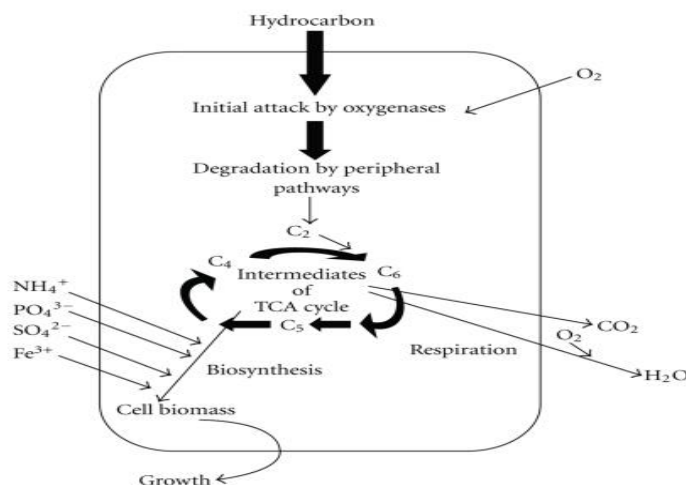 Hydrocarbon
O₂
Initial attack by oxygenases
Degradation by peripheral
pathways
C₂
C₄
C₆
Intermediates
of
TCA cycle
C₅
NH₄⁺
PO₄³⁻
SO₄²⁻
Fe³⁺
CO₂
O₂
Respiration
H₂O
Biosynthesis
Cell biomass
Growth